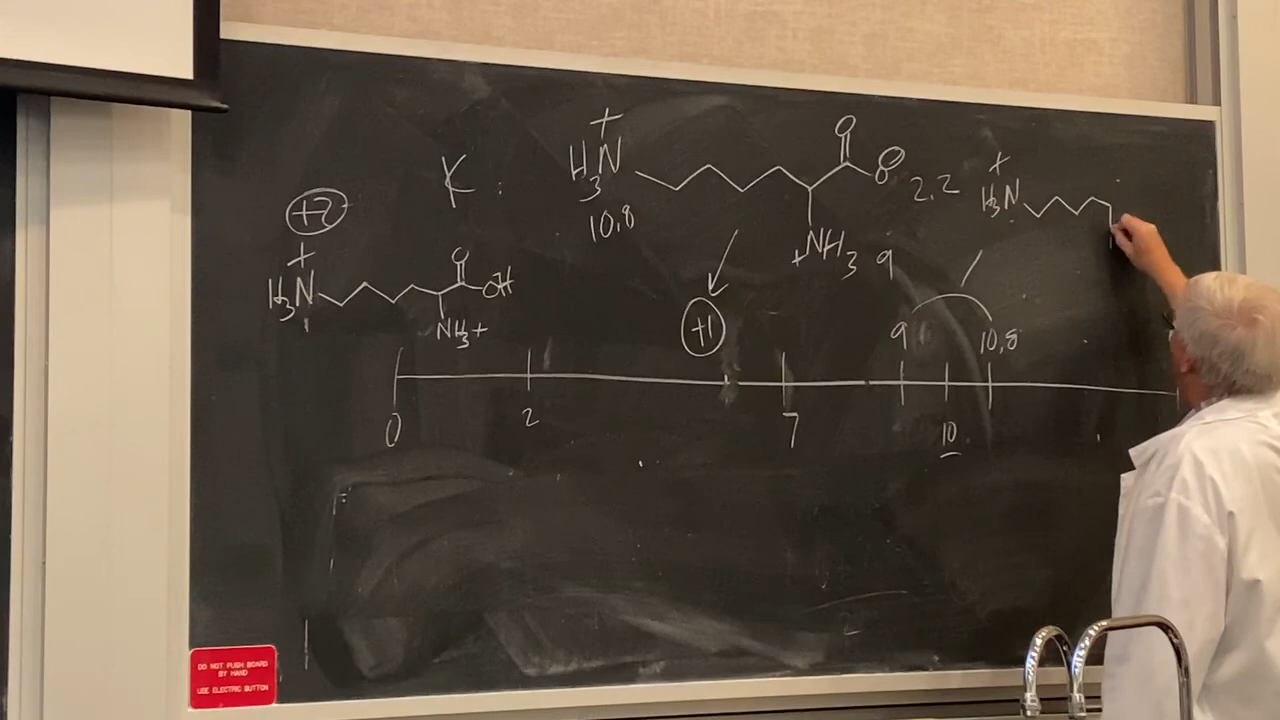 K :
+
H3N
10,8
O
O⊖
2,2
+NH3
9
+
H3N
+2
+
H3N
O
OH
NH3+
+1
9
10,8
0
2
7
10
DO NOT PUSH BOARD
BY HAND
USE ELECTRIC BUTTON